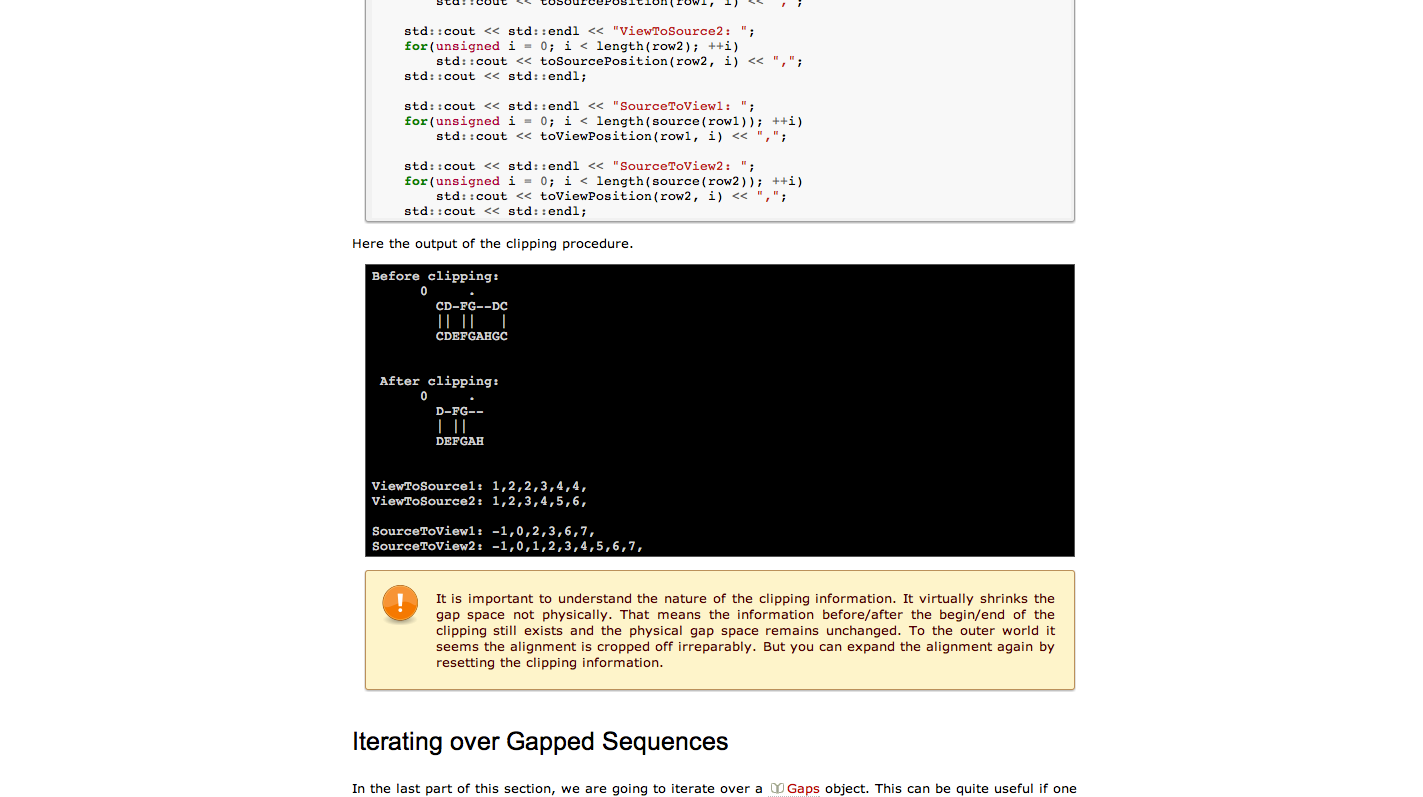 std::cout << toSourcePosition(row1, i) << ",";
std::cout << std::endl << "ViewToSource2: ";
for(unsigned i = 0; i < length(row2); ++i)
std::cout << toSourcePosition(row2, i) << ",";
std::cout << std::endl;
std::cout << std::endl << "SourceToView1: ";
for(unsigned i = 0; i < length(source(row1)); ++i)
std::cout << toViewPosition(row1, i) << ",";
std::cout << std::endl << "SourceToView2: ";
for(unsigned i = 0; i < length(source(row2)); ++i)
std::cout << toViewPosition(row2, i) << ",";
std::cout << std::endl;
Here the output of the clipping procedure.
Before clipping:
0     .
CD-FG--DC
|| ||   |
CDEFGAHGC
After clipping:
0     .
D-FG--
| ||
DEFGAH
ViewToSource1: 1,2,2,3,4,4,
ViewToSource2: 1,2,3,4,5,6,
SourceToView1: -1,0,2,3,6,7,
SourceToView2: -1,0,1,2,3,4,5,6,7,
It is important to understand the nature of the clipping information. It virtually shrinks the
gap space not physically. That means the information before/after the begin/end of the
clipping still exists and the physical gap space remains unchanged. To the outer world it
seems the alignment is cropped off irreparably. But you can expand the alignment again by
resetting the clipping information.
Iterating over Gapped Sequences
In the last part of this section, we are going to iterate over a Gaps object. This can be quite useful if one